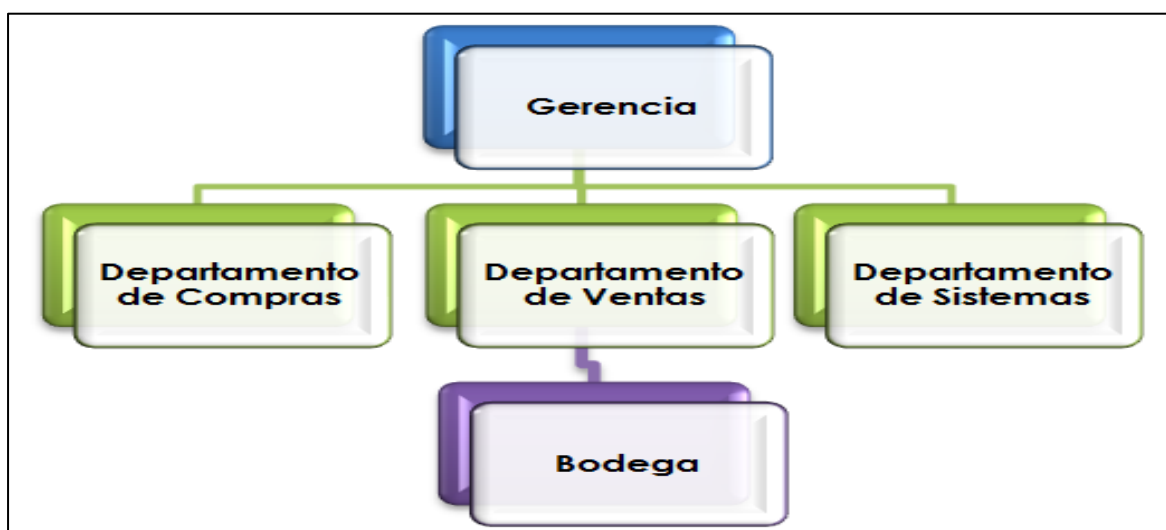 Gerencia
Departamento
de Compras
Departamento
de Ventas
Departamento
de Sistemas
Bodega